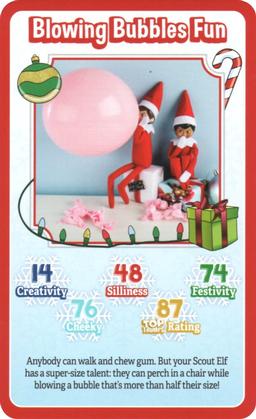 Blowing Bubbles Fun
14 48 74
Creativity Silliness Festivity
76 87
Cheeky TOP TRUMPS Rating
Anybody can walk and chew gum. But your Scout Elf
has a super-size talent: they can perch in a chair while
blowing a bubble that's more than half their size!